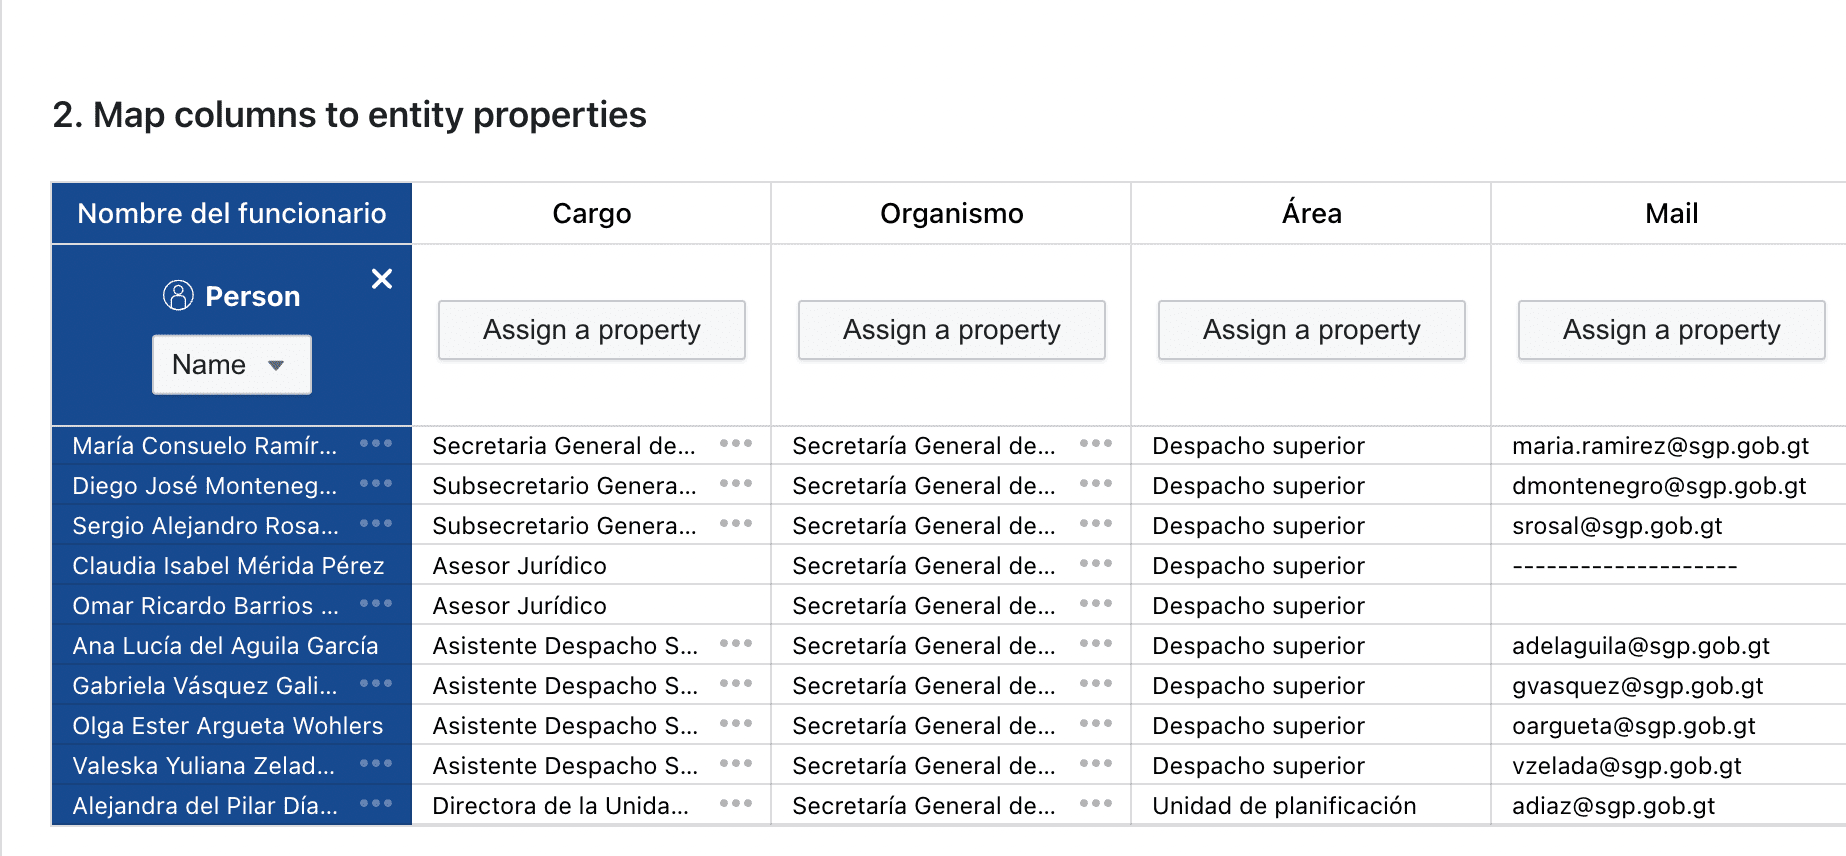 2. Map columns to entity properties
Nombre del funcionario Cargo Organismo Área Mail
Person
Name Assign a property Assign a property Assign a property Assign a property
María Consuelo Ramír... Secretaria General de... Secretaría General de... Despacho superior maria.ramirez@sgp.gob.gt
Diego José Monteneg... Subsecretario Genera... Secretaría General de... Despacho superior dmontenegro@sgp.gob.gt
Sergio Alejandro Rosa... Subsecretario Genera... Secretaría General de... Despacho superior srosal@sgp.gob.gt
Claudia Isabel Mérida Pérez Asesor Jurídico Secretaría General de... Despacho superior --------------------
Omar Ricardo Barrios ... Asesor Jurídico Secretaría General de... Despacho superior
Ana Lucía del Aguila García Asistente Despacho S... Secretaría General de... Despacho superior adelaguila@sgp.gob.gt
Gabriela Vásquez Gali... Asistente Despacho S... Secretaría General de... Despacho superior gvasquez@sgp.gob.gt
Olga Ester Argueta Wohlers Asistente Despacho S... Secretaría General de... Despacho superior oargueta@sgp.gob.gt
Valeska Yuliana Zelad... Asistente Despacho S... Secretaría General de... Despacho superior vzelada@sgp.gob.gt
Alejandra del Pilar Día... Directora de la Unida... Secretaría General de... Unidad de planificación adiaz@sgp.gob.gt